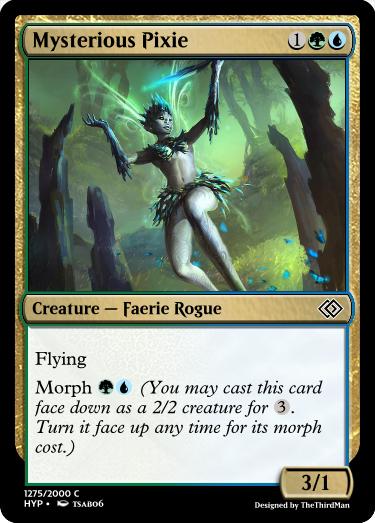 Mysterious Pixie 1
Creature — Faerie Rogue
Flying
Morph (You may cast this card
face down as a 2/2 creature for 3.
Turn it face up any time for its morph
cost.)
3/1
1275/2000 C
HYP • TSABO6 Designed by TheThirdMan